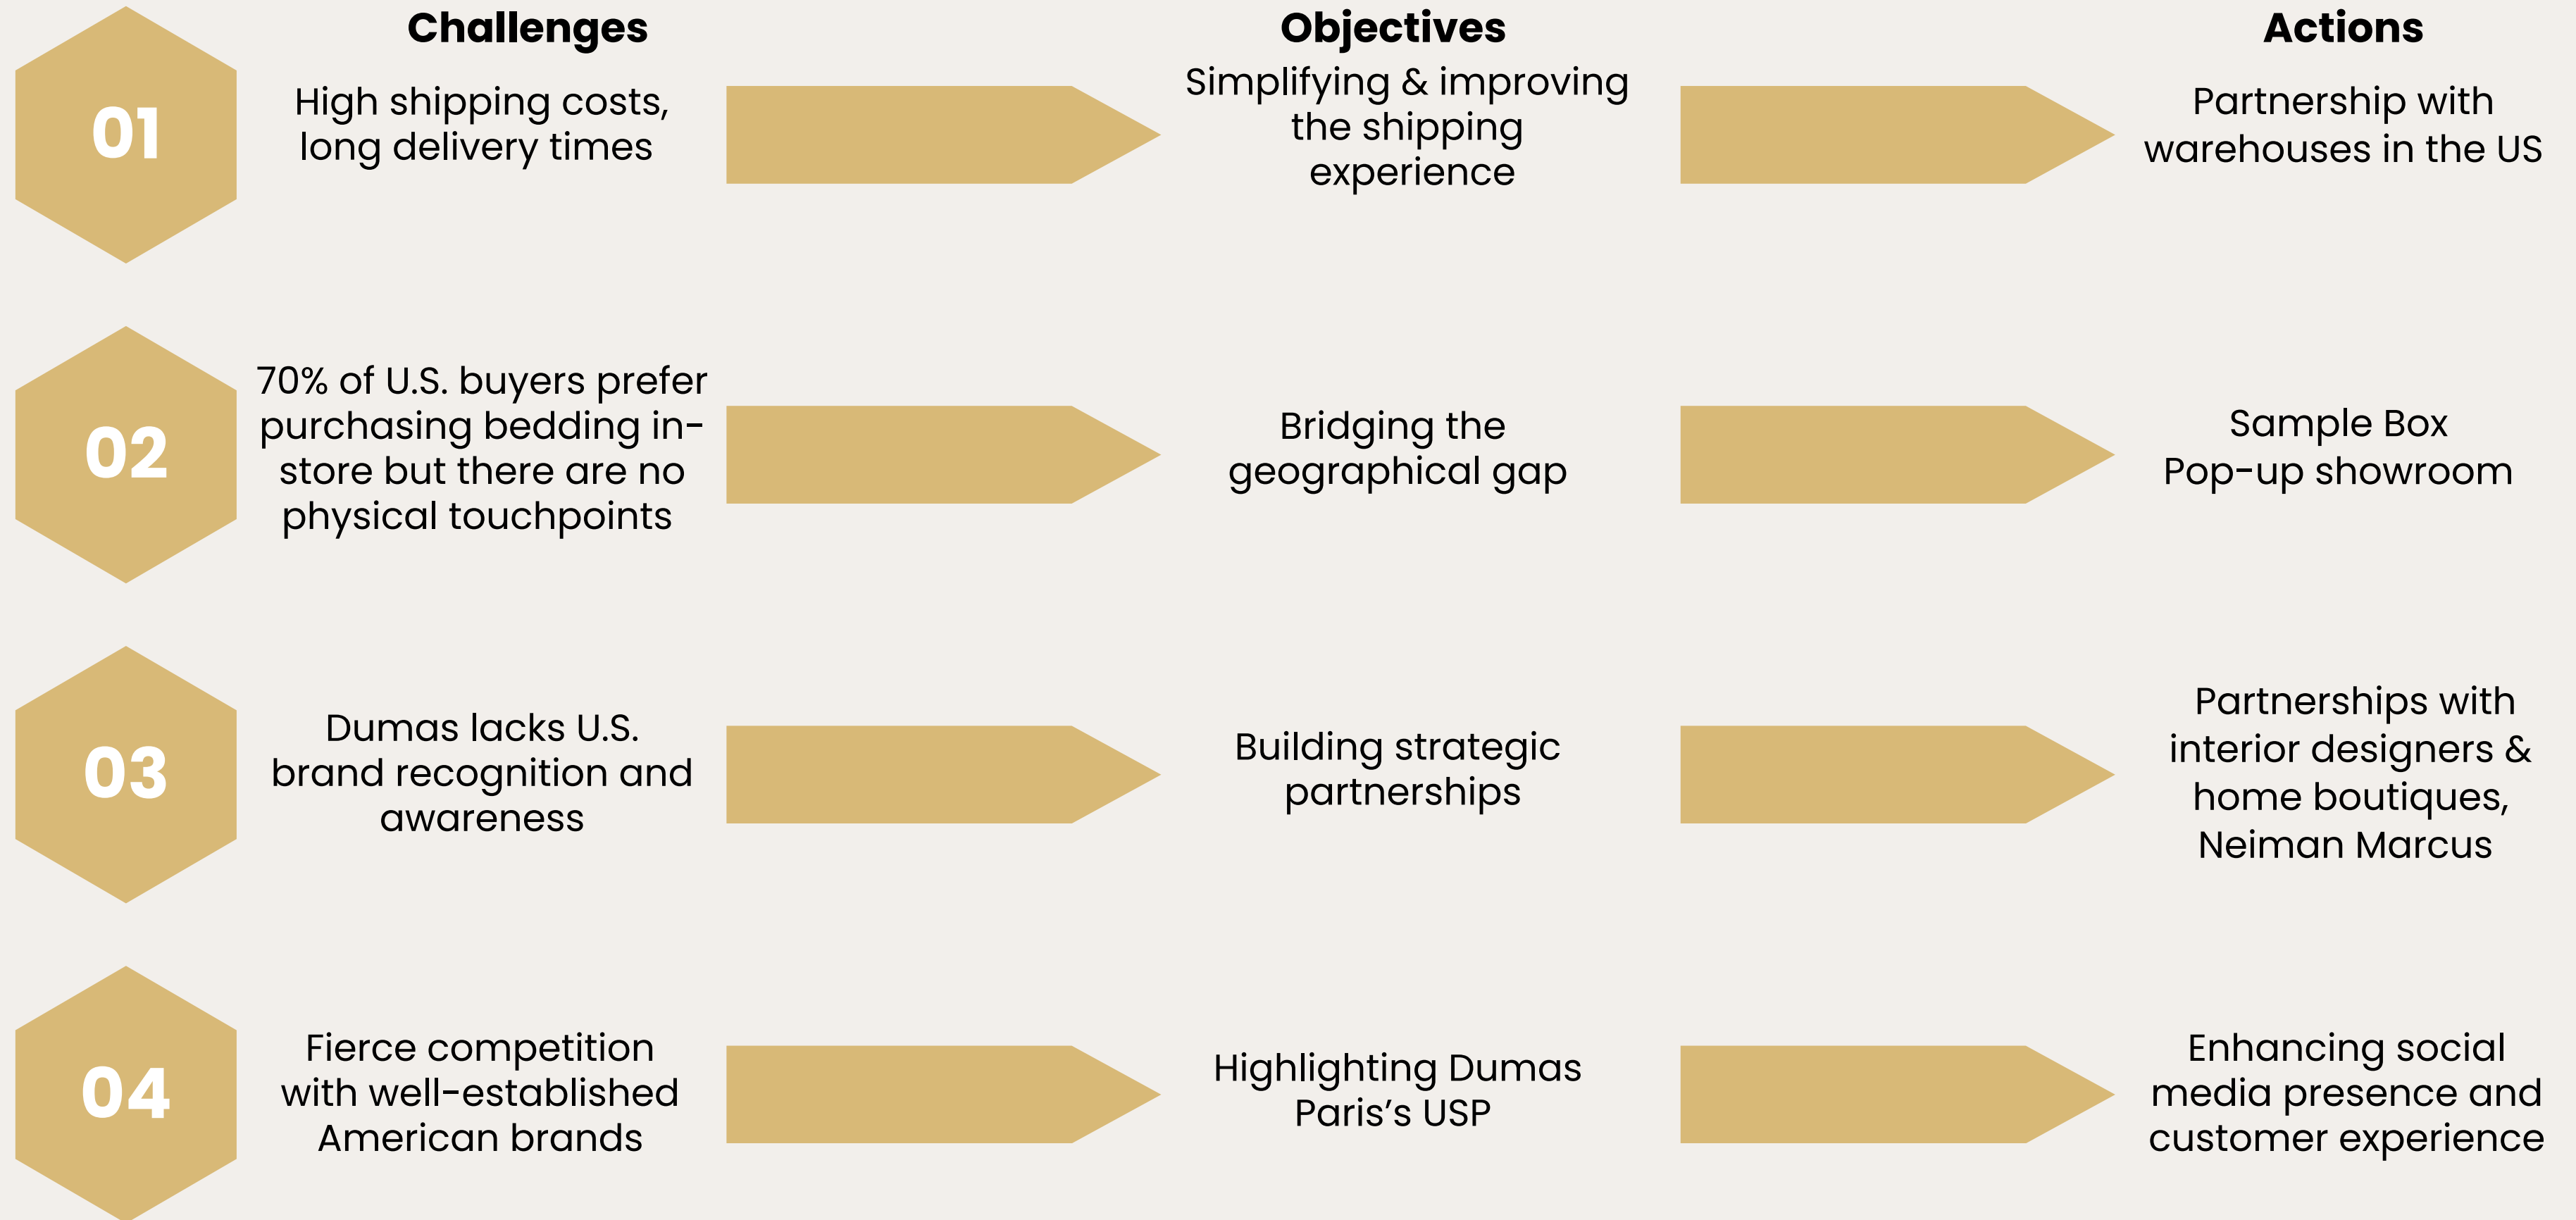 Challenges
Objectives
Actions
01
High shipping costs,
long delivery times
Simplifying & improving
the shipping
experience
Partnership with
warehouses in the US
02
70% of U.S. buyers prefer
purchasing bedding in-
store but there are no
physical touchpoints
Bridging the
geographical gap
Sample Box
Pop-up showroom
03
Dumas lacks U.S.
brand recognition and
awareness
Building strategic
partnerships
Partnerships with
interior designers &
home boutiques,
Neiman Marcus
04
Fierce competition
with well-established
American brands
Highlighting Dumas
Paris’s USP
Enhancing social
media presence and
customer experience